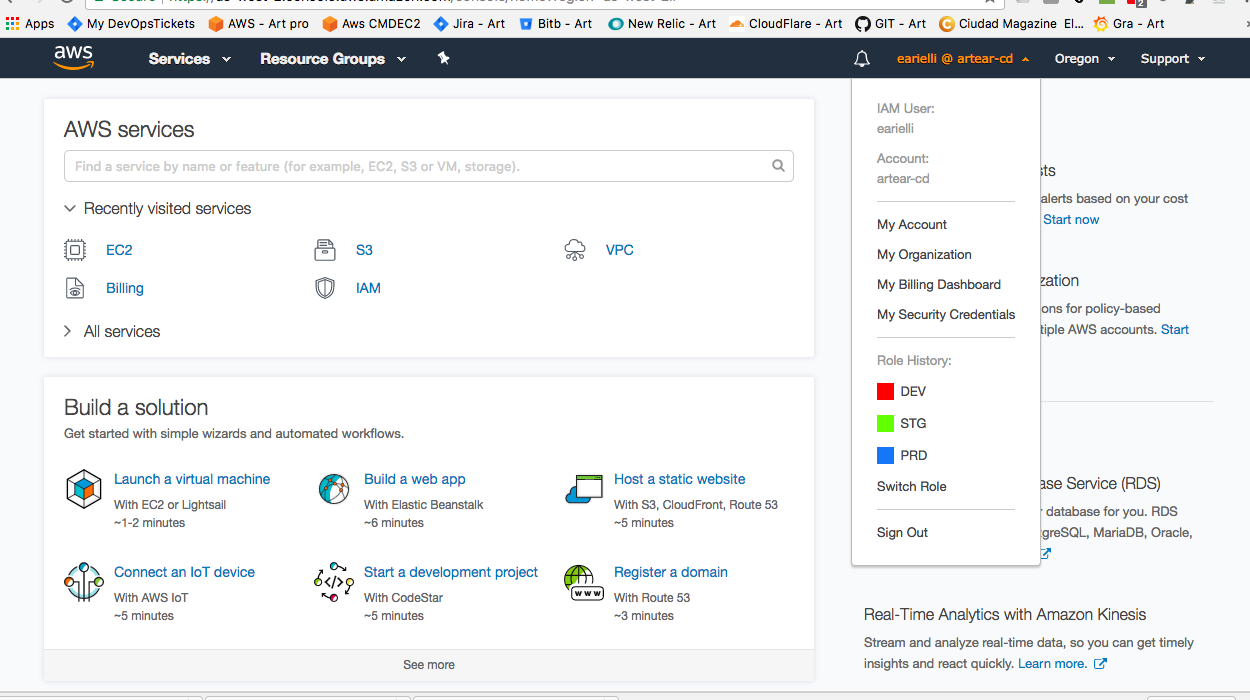 Apps
My DevOpsTickets
AWS - Art pro
Aws CMDEC2
Jira - Art
Bitb - Art
New Relic - Art
CloudFlare - Art
GIT - Art
Ciudad Magazine El...
Gra - Art
aws
Services
Resource Groups
earielli @ artear-cd
Oregon
Support
AWS services
Find a service by name or feature (for example, EC2, S3 or VM, storage).
Recently visited services
EC2
S3
VPC
Billing
IAM
All services
Build a solution
Get started with simple wizards and automated workflows.
Launch a virtual machine
With EC2 or Lightsail
~1-2 minutes
Build a web app
With Elastic Beanstalk
~6 minutes
Host a static website
With S3, CloudFront, Route 53
~5 minutes
Connect an IoT device
With AWS IoT
~5 minutes
Start a development project
With CodeStar
~5 minutes
Register a domain
www
With Route 53
~3 minutes
See more
IAM User:
earielli
Account:
artear-cd
My Account
My Organization
My Billing Dashboard
My Security Credentials
Role History:
DEV
STG
PRD
Switch Role
Sign Out
sts
alerts based on your cost
Start now
zation
ons for policy-based
tiple AWS accounts. Start
ase Service (RDS)
database for you. RDS
tgreSQL, MariaDB, Oracle,
Real-Time Analytics with Amazon Kinesis
Stream and analyze real-time data, so you can get timely
insights and react quickly. Learn more.